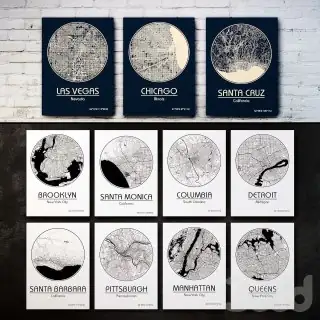 LAS VEGAS
Nevada
CHICAGO
Illinois
SANTA CRUZ
California
BROOKLYN
New York City
SANTA MONICA
California
COLUMBIA
South Carolina
DETROIT
Michigan
SANTA BARBARA
California
PITTSBURGH
Pennsylvania
MANHATTAN
New York City
QUEENS
New York City